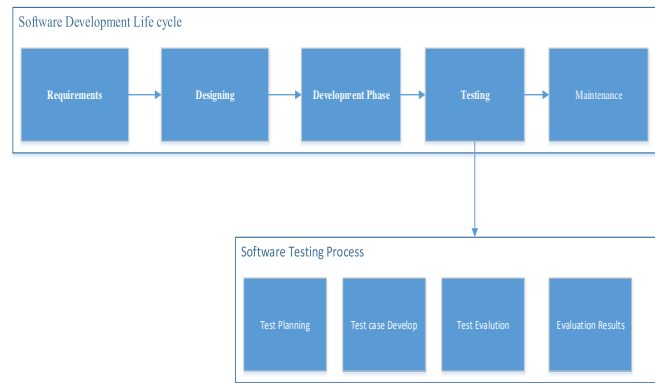 Software Development Life cycle
Requirements
Designing
Development Phase
Testing
Maintenance
Software Testing Process
Test Planning
Test case Develop
Test Evalution
Evaluation Results